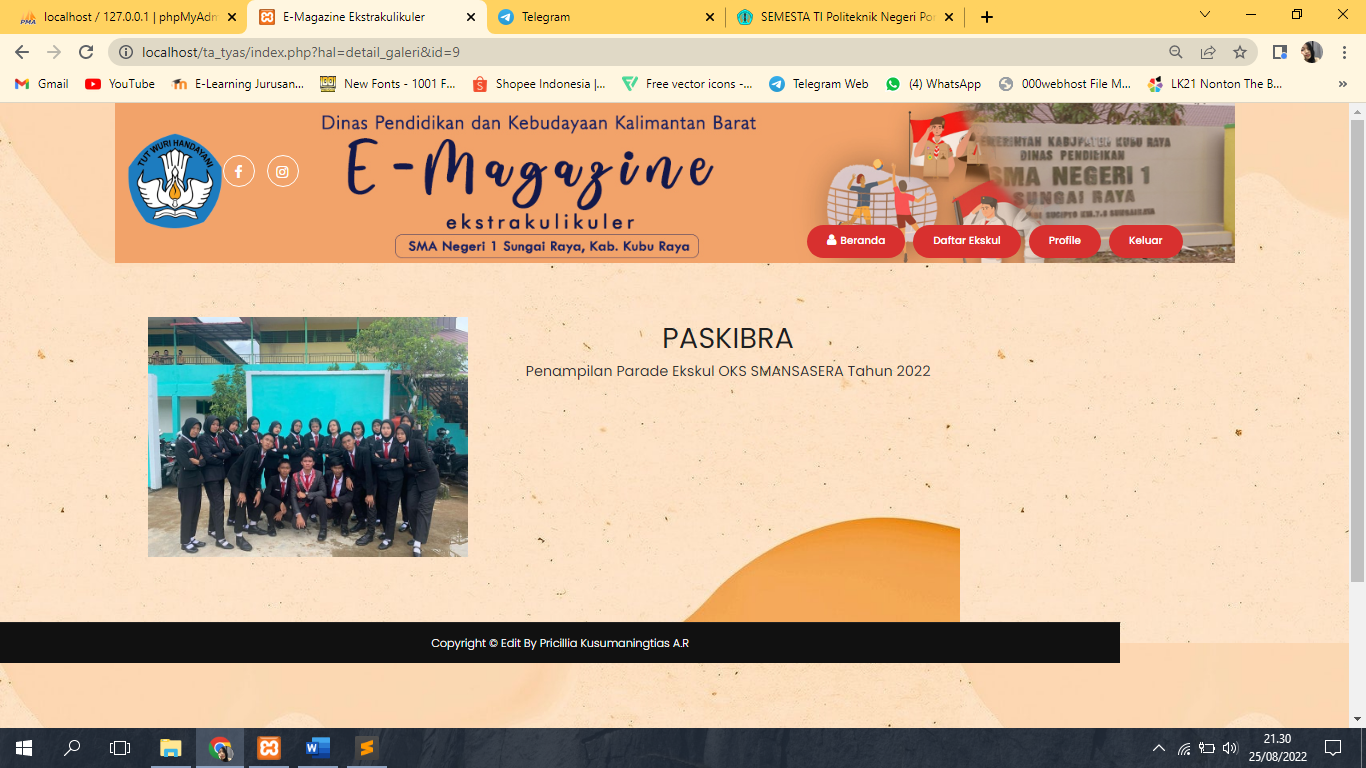 localhost / 127.0.0.1 | phpMyAdm
E-Magazine Ekstrakulikuler
Telegram
SEMESTA TI Politeknik Negeri Po
localhost/ta_tyas/index.php?hal=detail_galeri&id=9
Gmail
YouTube
E-Learning Jurusan...
New Fonts - 1001 F...
Shopee Indonesia |...
Free vector icons -...
Telegram Web
(4) WhatsApp
000webhost File M...
LK21 Nonton The B...
TUT WURI HANDAYANI
Dinas Pendidikan dan Kebudayaan Kalimantan Barat
E-Magazine
ekstrakulikuler
SMA Negeri 1 Sungai Raya, Kab. Kubu Raya
KUBU RAYA
DINAS PENDIDIKAN
SMA NEGERI 1
SUNGAI RAYA
Beranda
Daftar Ekskul
Profile
Keluar
PASKIBRA
Penampilan Parade Ekskul OKS SMANSASERA Tahun 2022
Copyright © Edit By Pricillia Kusumaningtias A.R
21.30
25/08/2022